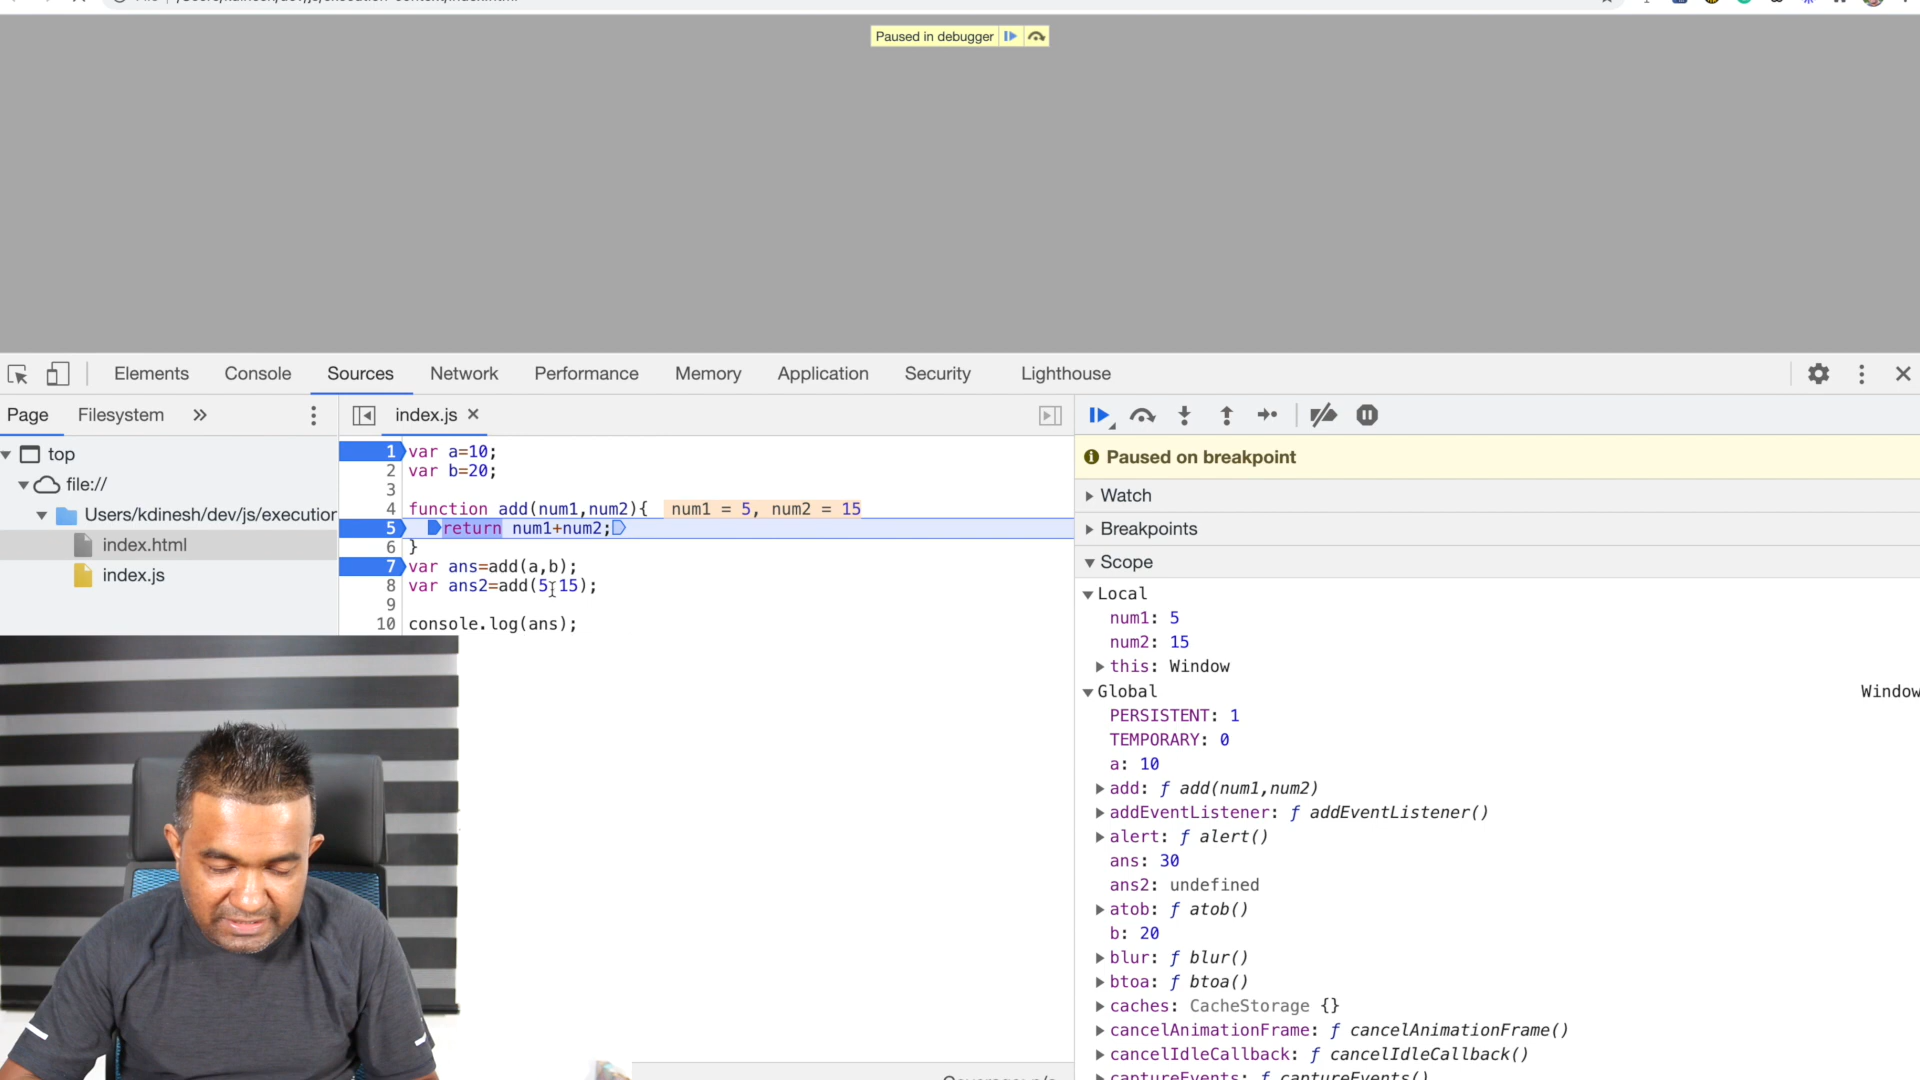 Paused in debugger
Elements Console Sources Network Performance Memory Application Security Lighthouse
Page Filesystem
index.js
Paused on breakpoint
Watch
Breakpoints
Scope
top
file://
Users/kdinesh/dev/js/execution
index.html
index.js
1 var a=10;
2 var b=20;
3
4 function add(num1,num2){ num1 = 5, num2 = 15
5 return num1+num2;
6 }
7 var ans=add(a,b);
8 var ans2=add(5,15);
9
10 console.log(ans);
Local
num1: 5
num2: 15
this: Window
Global Window
PERSISTENT: 1
TEMPORARY: 0
a: 10
add: ƒ add(num1,num2)
addEventListener: ƒ addEventListener()
alert: ƒ alert()
ans: 30
ans2: undefined
atob: ƒ atob()
b: 20
blur: ƒ blur()
btoa: ƒ btoa()
caches: CacheStorage {}
cancelAnimationFrame: ƒ cancelAnimationFrame()
cancelIdleCallback: ƒ cancelIdleCallback()
captureEvents: ƒ captureEvents()